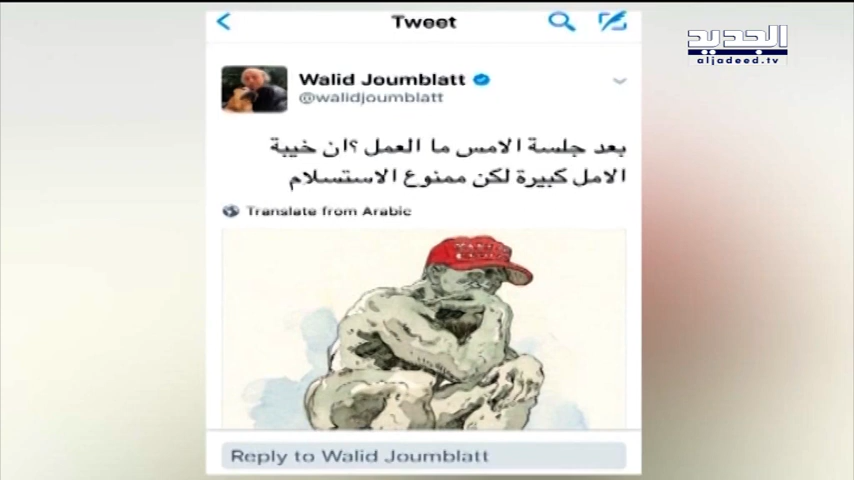 Tweet
الجديد
aljadeed.tv
Walid Joumblatt
@walidjoumblatt
بعد جلسة الامس ما العمل ؟ان خيبة
الامل كبيرة لكن ممنوع الاستسلام
Translate from Arabic
Reply to Walid Joumblatt